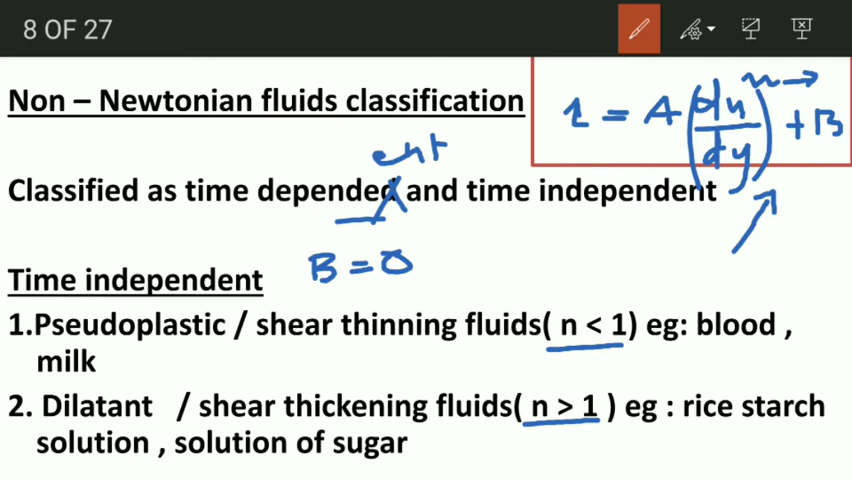 8 OF 27
Non – Newtonian fluids classification
τ = A (du/dy)ⁿ + B
ent
Classified as time depended and time independent
B = 0
Time independent
1.Pseudoplastic / shear thinning fluids( n < 1) eg: blood ,
milk
2. Dilatant / shear thickening fluids( n > 1 ) eg : rice starch
solution , solution of sugar